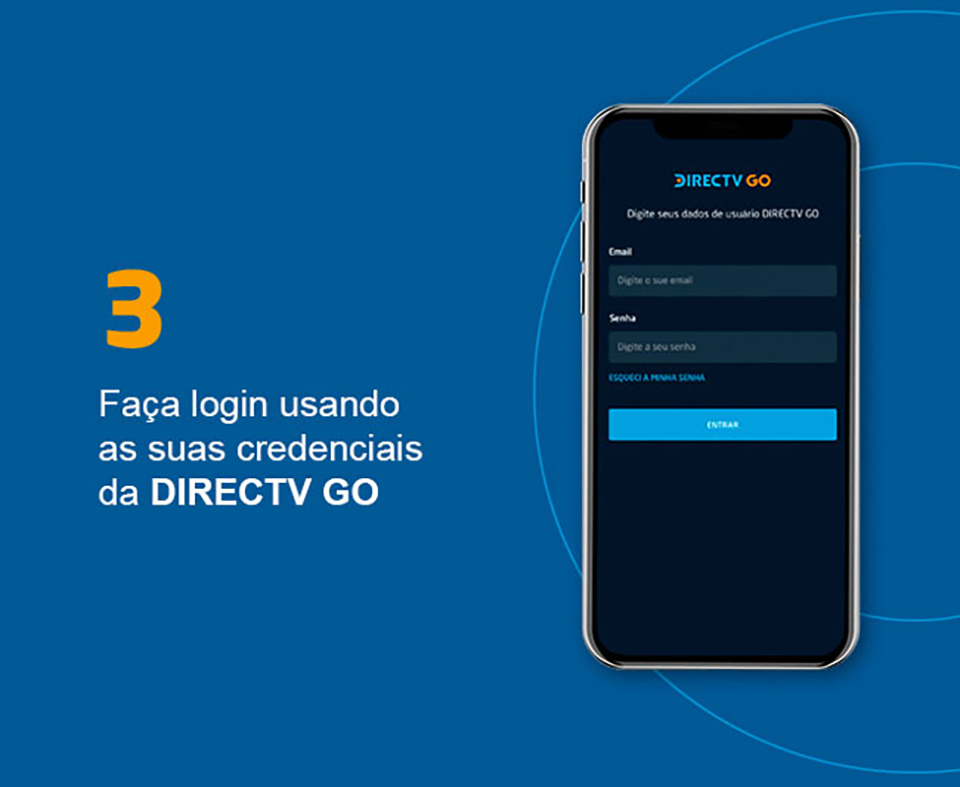 3
Faça login usando
as suas credenciais
da DIRECTV GO
DIRECTV GO
Digite seus dados de usuário DIRECTV GO
Email
Digite o sue email
Senha
Digite a seu senha
ESQUECI A MINHA SENHA
ENTRAR